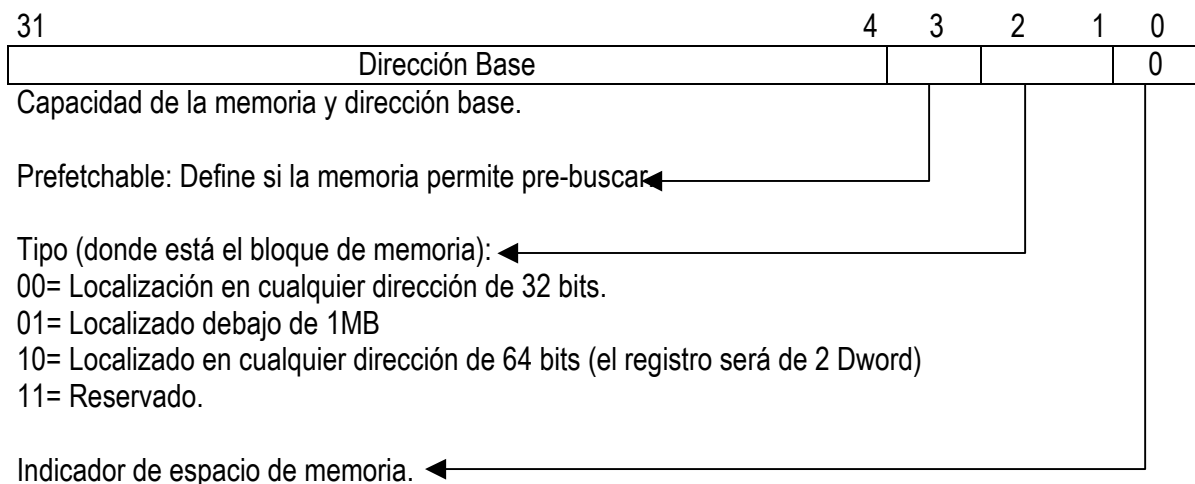 31 4 3 2 1 0
Dirección Base 0
Capacidad de la memoria y dirección base.
Prefetchable: Define si la memoria permite pre-buscar.
Tipo (donde está el bloque de memoria):
00= Localización en cualquier dirección de 32 bits.
01= Localizado debajo de 1MB
10= Localizado en cualquier dirección de 64 bits (el registro será de 2 Dword)
11= Reservado.
Indicador de espacio de memoria.